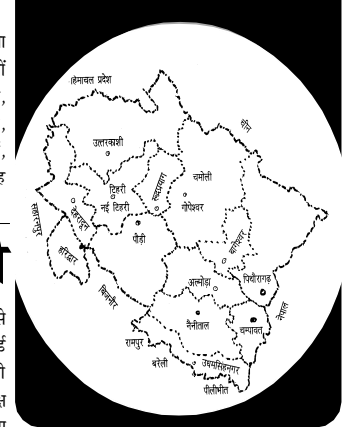 हिमाचल प्रदेश
चीन
उत्तरकाशी
चमोली
टिहरी
नई टिहरी
रूद्रप्रयाग
गोपेश्वर
देहरादून
सहारनपुर
पौड़ी
हरिद्वार
बागेश्वर
पिथौरागढ़
अल्मोड़ा
बिजनौर
नैनीताल
चम्पावत
नेपाल
रामपुर
बरेली
उधमसिंहनगर
पीलीभीत